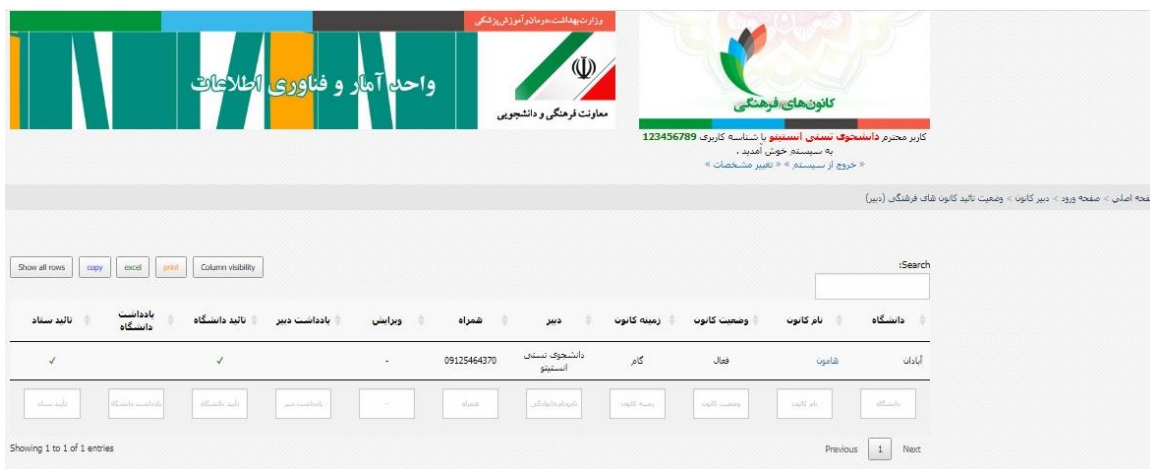 وزارت بهداشت،درمان و آموزش پزشکی
واحد آمار و فناوری اطلاعات
معاونت فرهنگی و دانشجویی
کانون‌های فرهنگی
کاربر محترم دانشجوی تستی انستیتو با شناسه کاربری 123456789
به سیستم خوش آمدید .
« خروج از سیستم » « تغییر مشخصات »
فحه اصلی > صفحه ورود > دبیر کانون > وضعیت تائید کانون های فرهنگی (دبیر)
Show all rows copy excel print Column visibility
Search:
دانشگاه نام کانون وضعیت کانون زمینه کانون دبیر همراه ویرایش یادداشت دبیر تائید دانشگاه یادداشت دانشگاه تائید ستاد
آبادان هامون فعال گام دانشجوی تستی انستیتو 09125464370 - ✓ ✓
دانشگاه نام کانون وضعیت کانون زمینه کانون همراه - یادداشت دبیر تأیید دانشگاه یادداشت دانشگاه تأیید ستاد
Showing 1 to 1 of 1 entries
Previous 1 Next